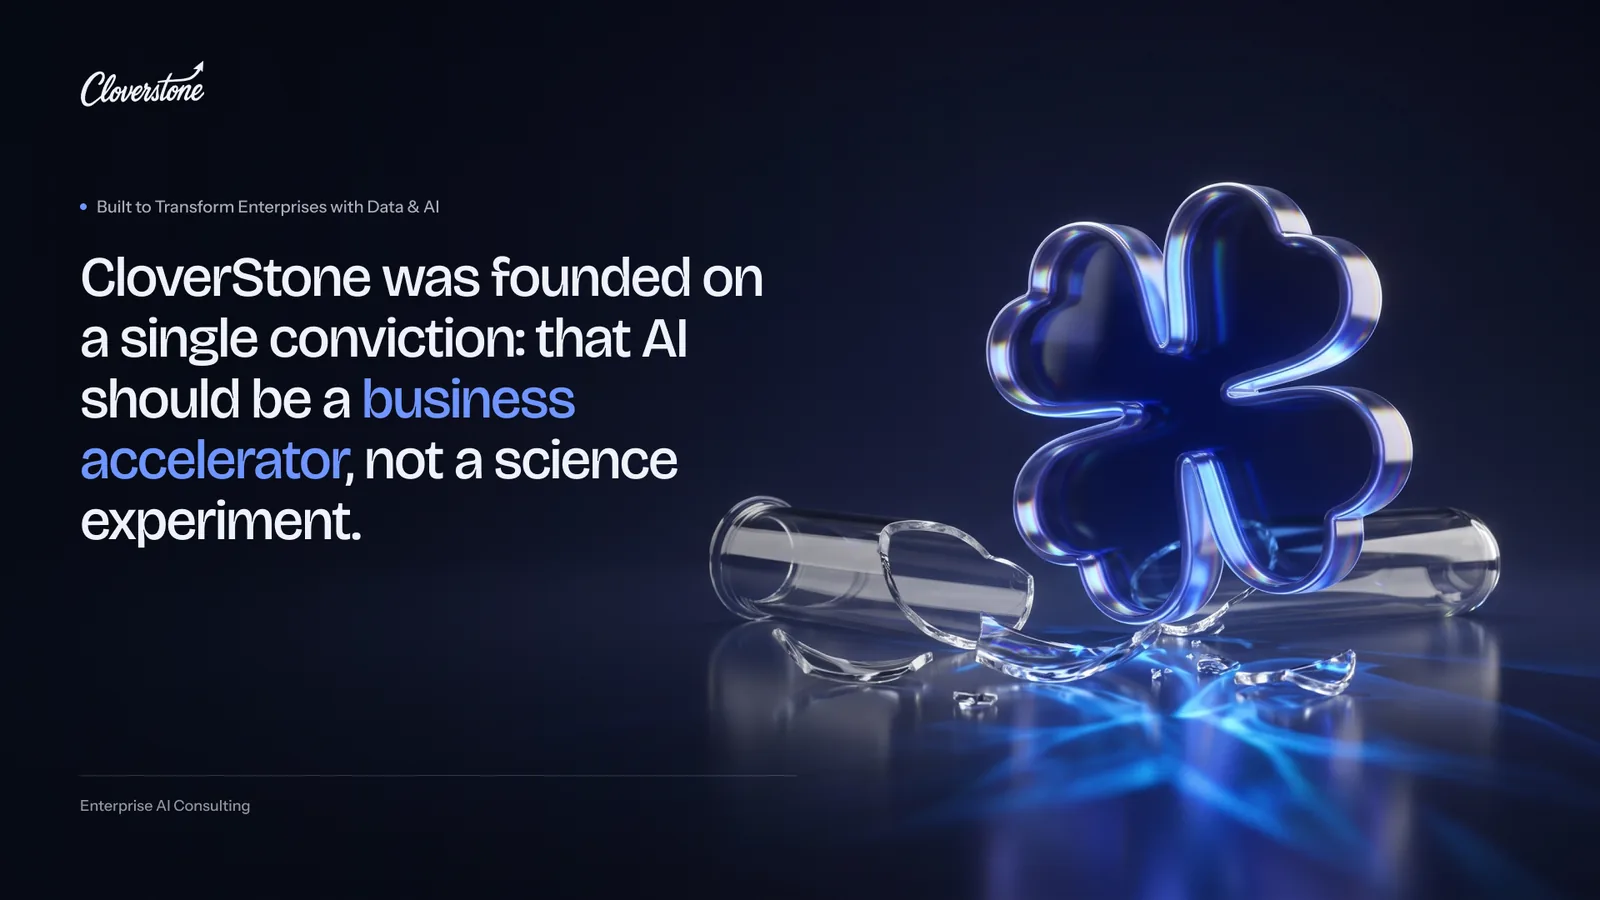 Cloverstone
Built to Transform Enterprises with Data & AI
CloverStone was founded on
a single conviction: that AI
should be a business
accelerator, not a science
experiment.
Enterprise AI Consulting